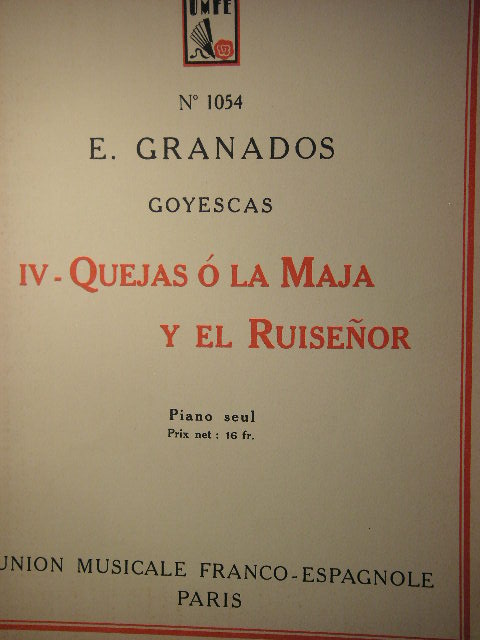 UMFE
Nº 1054
E. GRANADOS
GOYESCAS
IV - QUEJAS Ó LA MAJA
Y EL RUISEÑOR
Piano seul
Prix net : 16 fr.
UNION MUSICALE FRANCO-ESPAGNOLE
PARIS